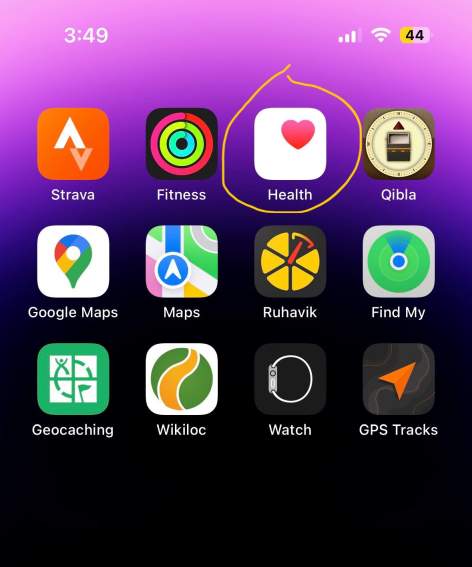 3:49
44
Strava
Fitness
Health
Qibla
Google Maps
Maps
Ruhavik
Find My
Geocaching
Wikiloc
Watch
GPS Tracks